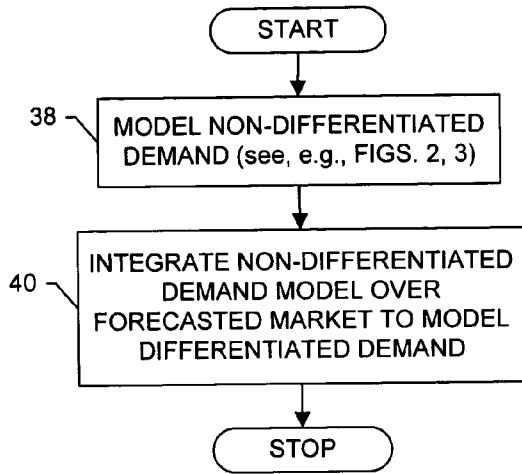 START
38
MODEL NON-DIFFERENTIATED
DEMAND (see, e.g., FIGS. 2, 3)
40
INTEGRATE NON-DIFFERENTIATED
DEMAND MODEL OVER
FORECASTED MARKET TO MODEL
DIFFERENTIATED DEMAND
STOP